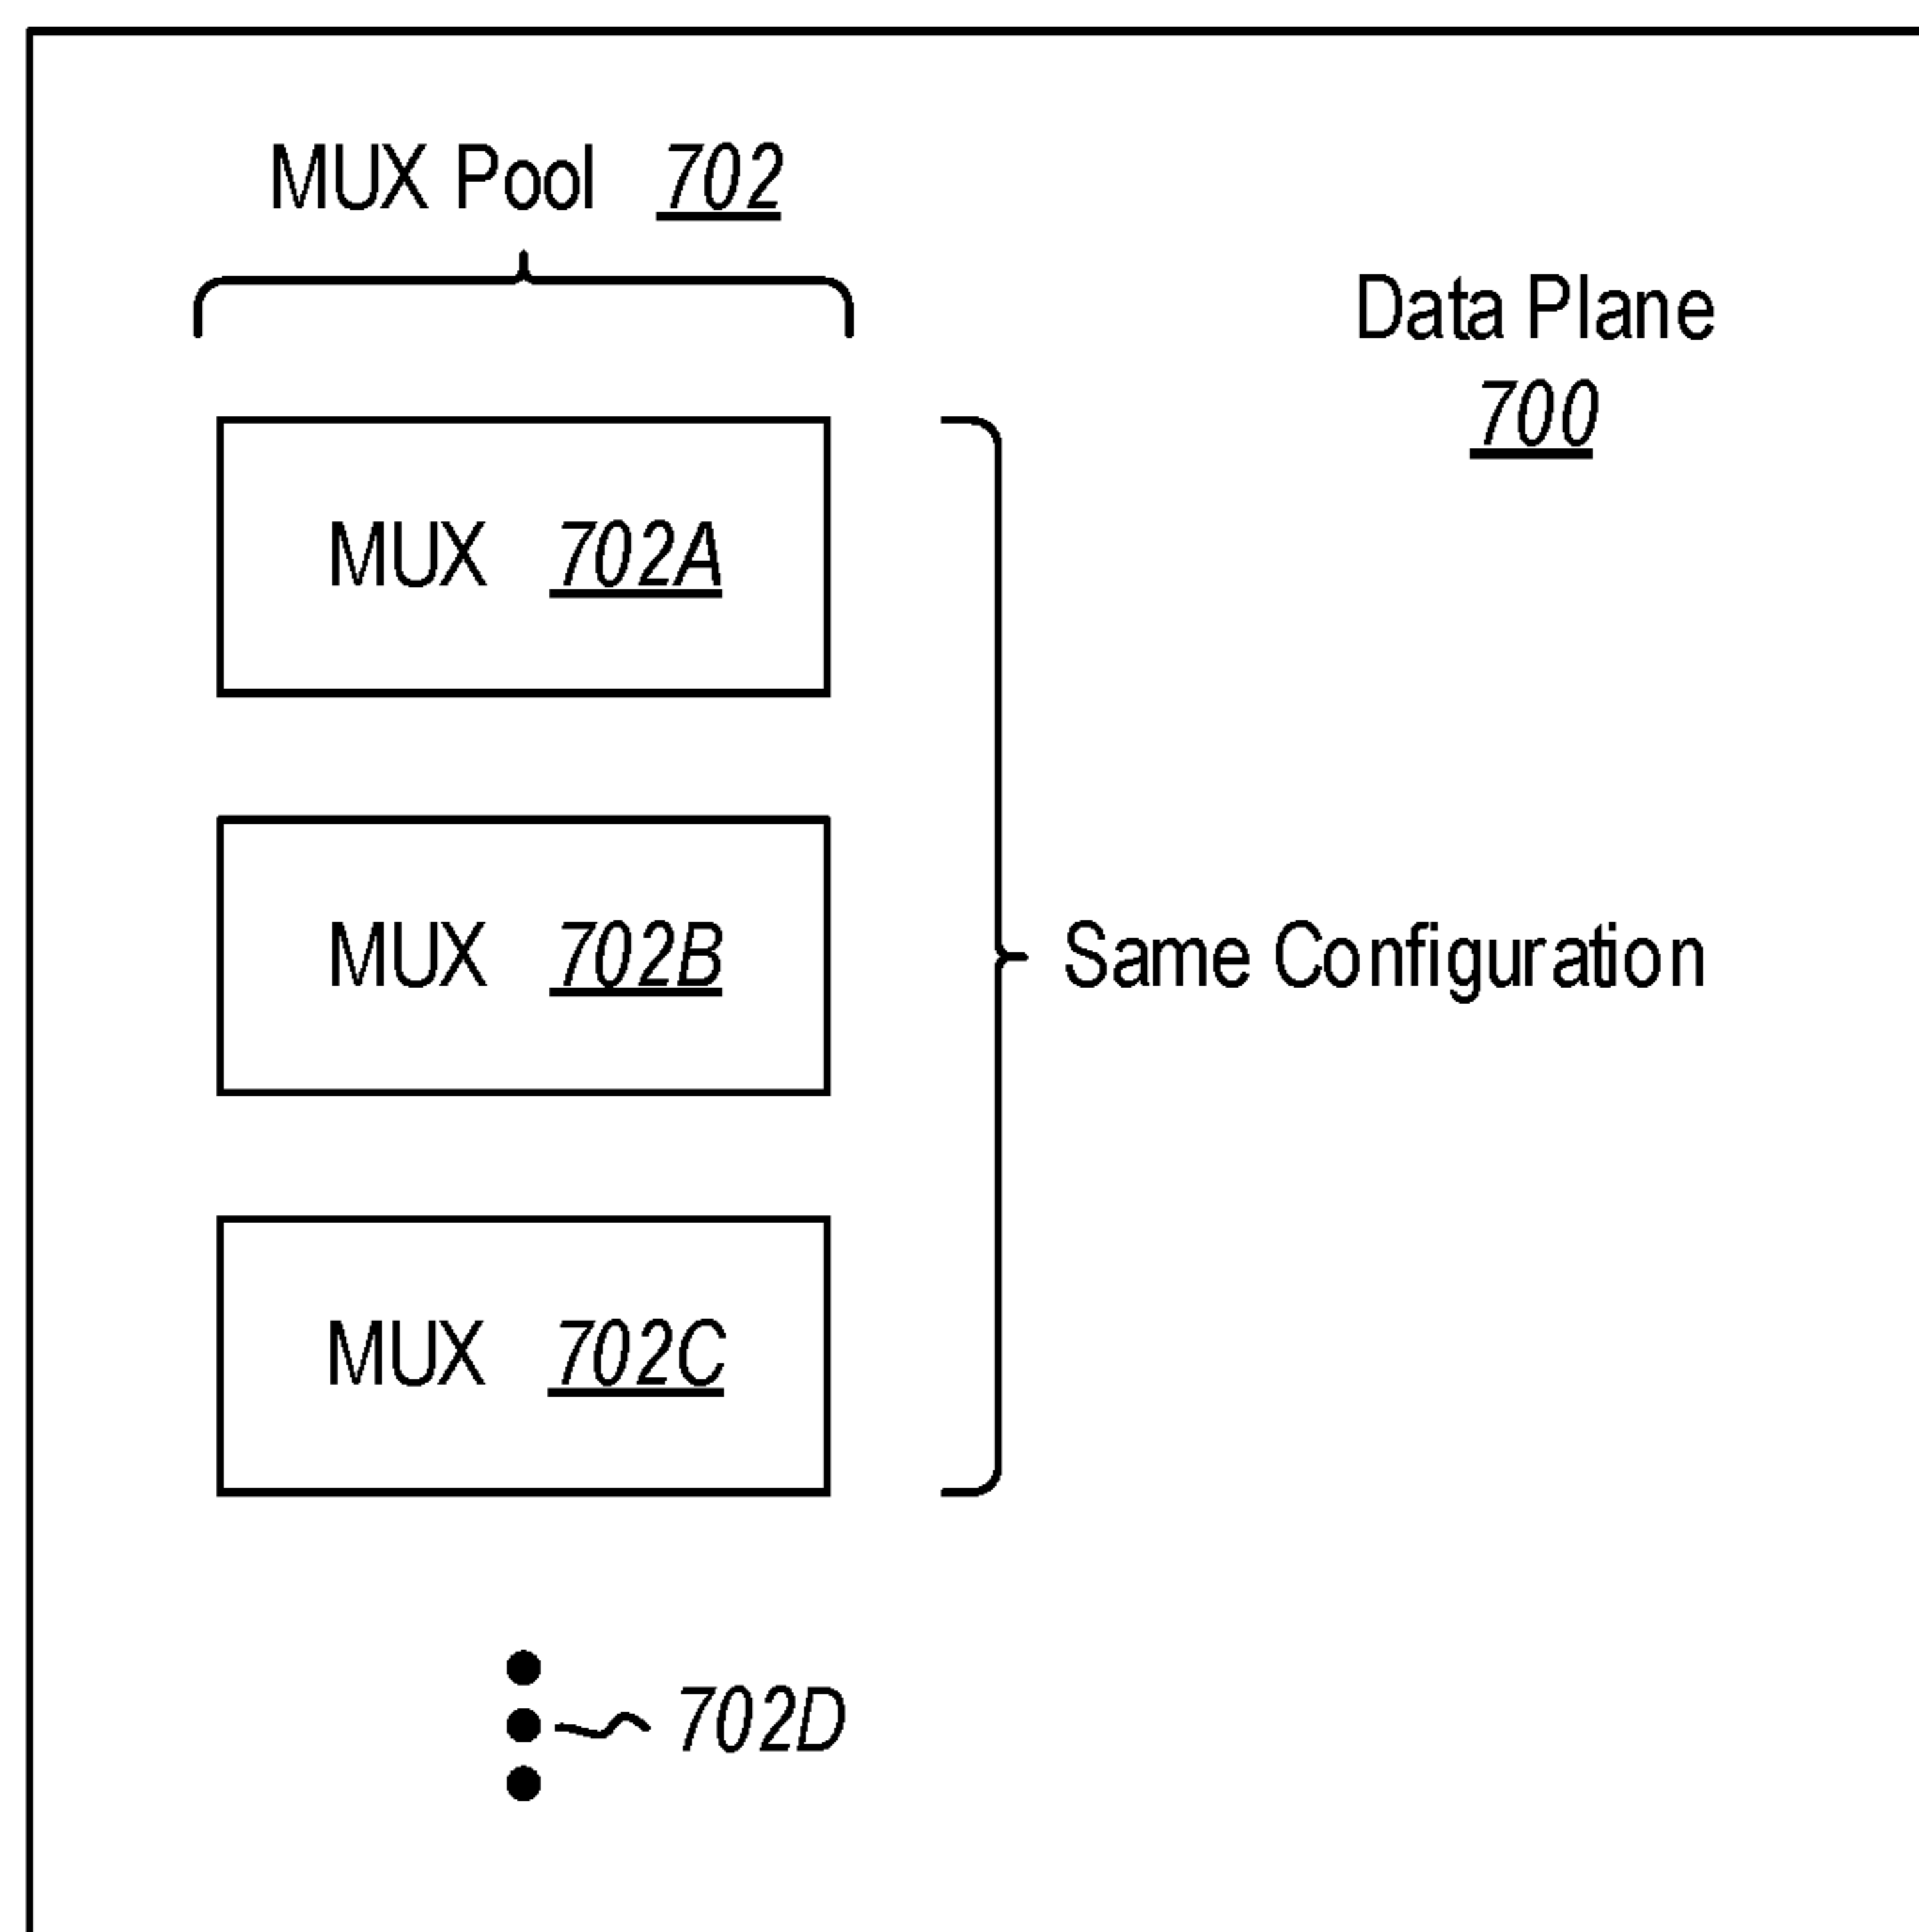 MUX Pool 702
Data Plane
700
MUX 702A
MUX 702B
Same Configuration
MUX 702C
702D